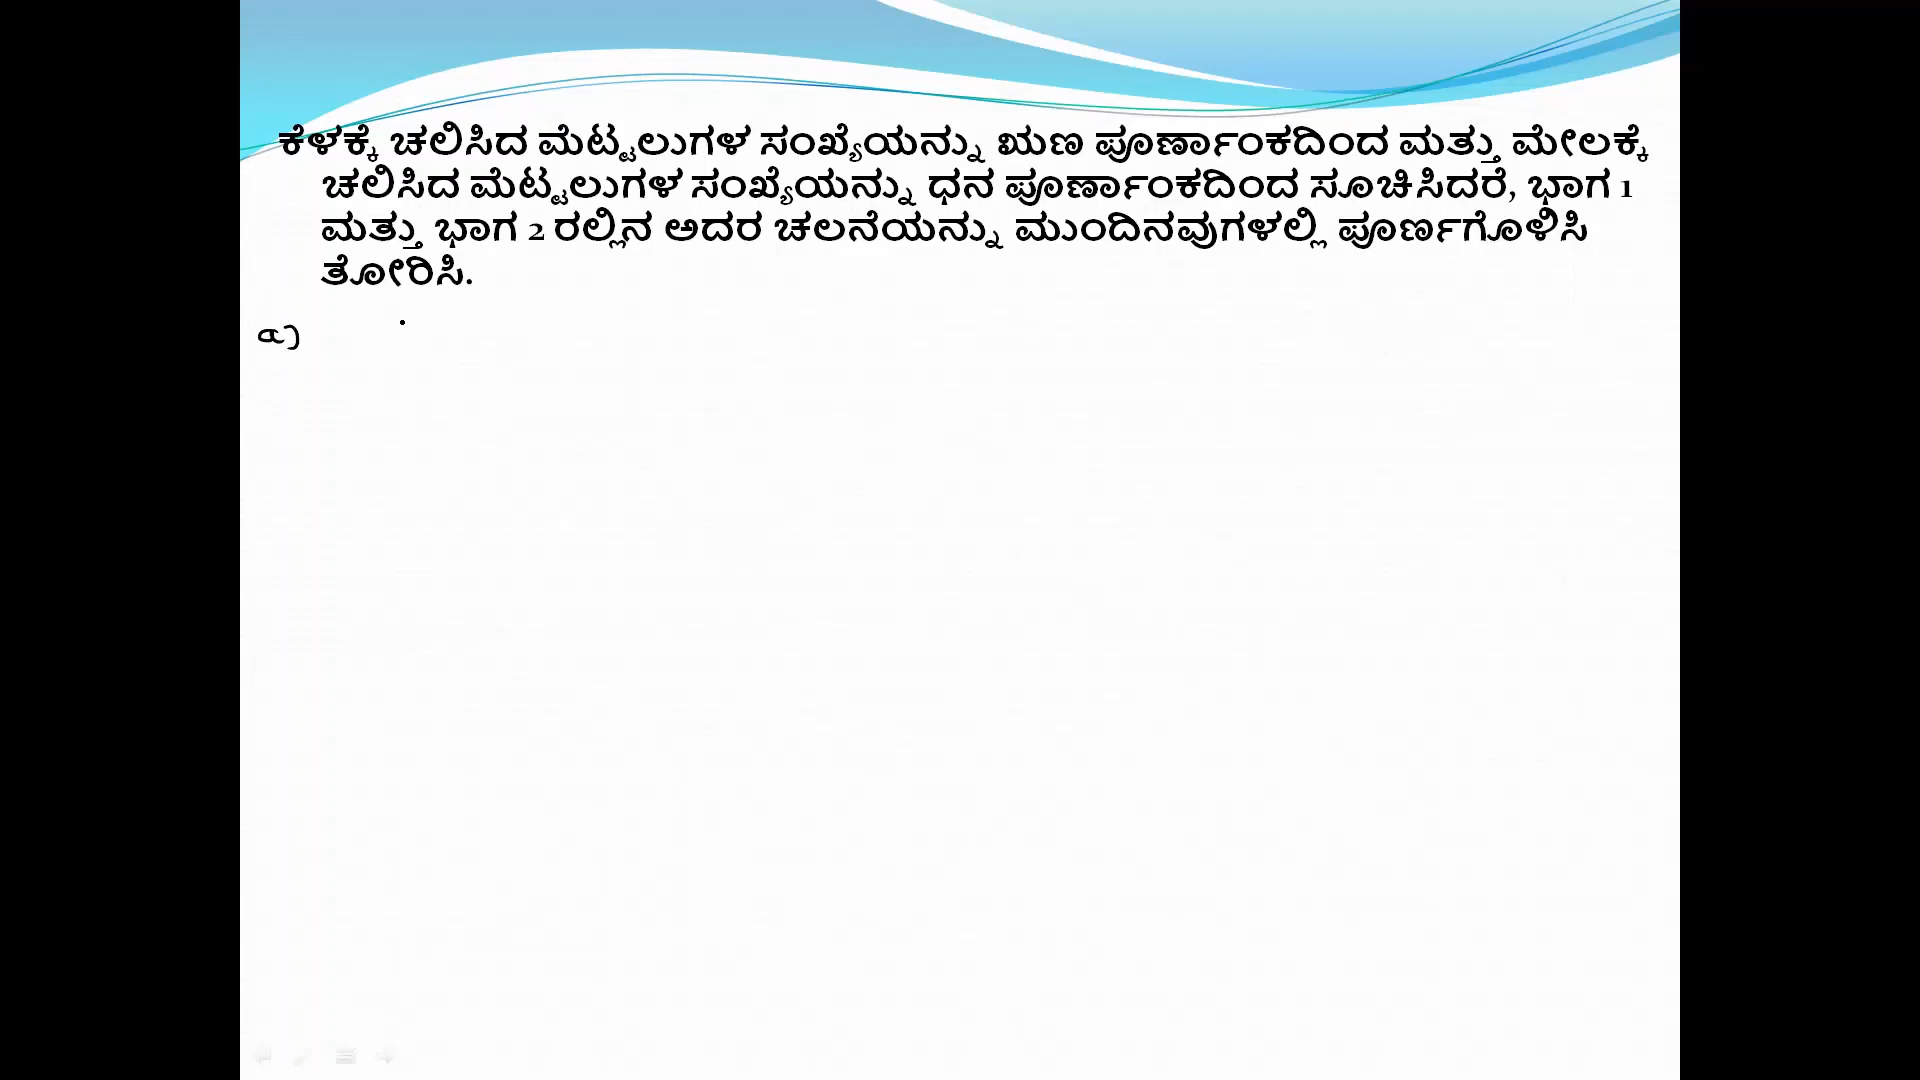 ಕೆಳಕ್ಕೆ ಚಲಿಸಿದ ಮೆಟ್ಟಲುಗಳ ಸಂಖ್ಯೆಯನ್ನು ಋಣ ಪೂರ್ಣಾಂಕದಿಂದ ಮತ್ತು ಮೇಲಕ್ಕೆ
ಚಲಿಸಿದ ಮೆಟ್ಟಲುಗಳ ಸಂಖ್ಯೆಯನ್ನು ಧನ ಪೂರ್ಣಾಂಕದಿಂದ ಸೂಚಿಸಿದರೆ, ಭಾಗ 1
ಮತ್ತು ಭಾಗ 2 ರಲ್ಲಿನ ಅದರ ಚಲನೆಯನ್ನು ಮುಂದಿನವುಗಳಲ್ಲಿ ಪೂರ್ಣಗೊಳಿಸಿ
ತೋರಿಸಿ.
a)